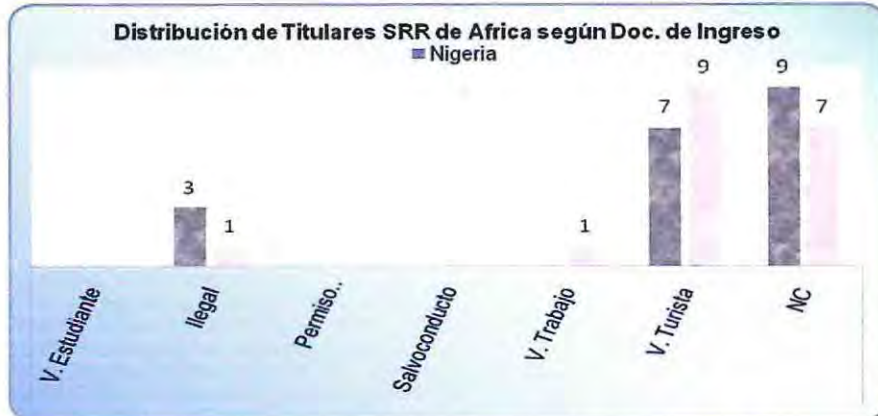 Distribución de Titulares SRR de Africa según Doc. de Ingreso
Nigeria
9 9
7 7
3
1 1
V. Estudiante
Ilegal
Permiso..
Salvoconducto
V. Trabajo
V. Turista
NC